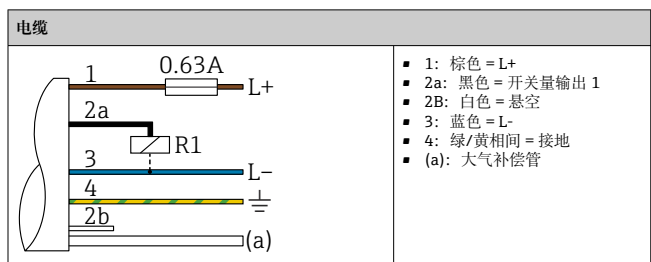 电缆
1
0.63A
L+
2a
R1
3
L–
4
2b
(a)
▪ 1: 棕色 = L+
▪ 2a: 黑色 = 开关量输出 1
▪ 2B: 白色 = 悬空
▪ 3: 蓝色 = L-
▪ 4: 绿/黄相间 = 接地
▪ (a): 大气补偿管